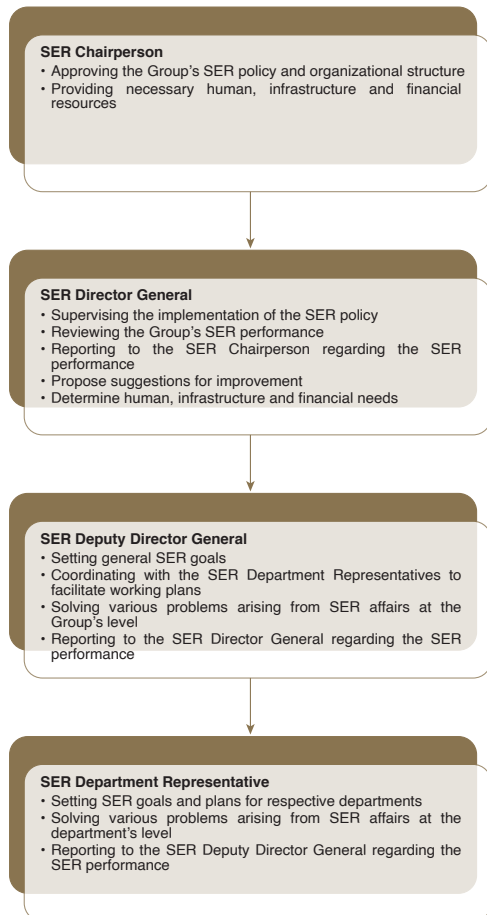 SER Chairperson
• Approving the Group's SER policy and organizational structure
• Providing necessary human, infrastructure and financial
resources
SER Director General
• Supervising the implementation of the SER policy
• Reviewing the Group's SER performance
• Reporting to the SER Chairperson regarding the SER
performance
• Propose suggestions for improvement
• Determine human, infrastructure and financial needs
SER Deputy Director General
• Setting general SER goals
• Coordinating with the SER Department Representatives to
facilitate working plans
• Solving various problems arising from SER affairs at the
Group's level
• Reporting to the SER Director General regarding the SER
performance
SER Department Representative
• Setting SER goals and plans for respective departments
• Solving various problems arising from SER affairs at the
department's level
• Reporting to the SER Deputy Director General regarding the
SER performance